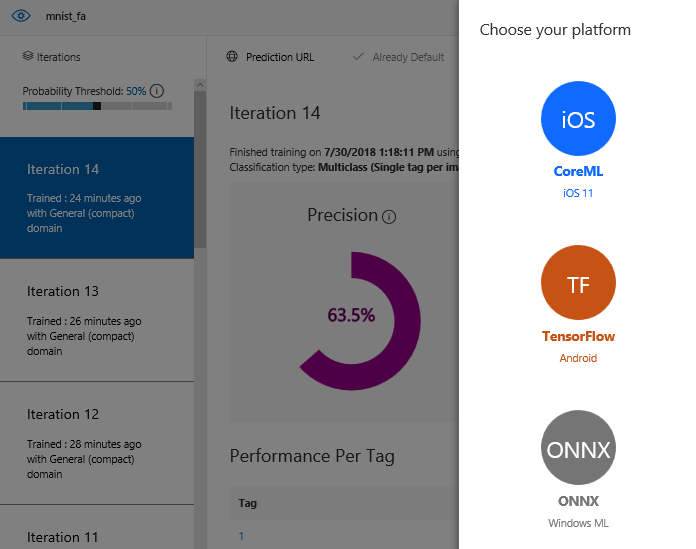 mnist_fa
Iterations
Probability Threshold: 50%
Iteration 14
Trained : 24 minutes ago
with General (compact)
domain
Iteration 13
Trained : 26 minutes ago
with General (compact)
domain
Iteration 12
Trained : 28 minutes ago
with General (compact)
domain
Iteration 11
Prediction URL
Already Default
Iteration 14
Finished training on 7/30/2018 1:18:11 PM using
Classification type: Multiclass (Single tag per ima
Precision
63.5%
Performance Per Tag
Tag
1
Choose your platform
iOS
CoreML
iOS 11
TF
TensorFlow
Android
ONNX
ONNX
Windows ML